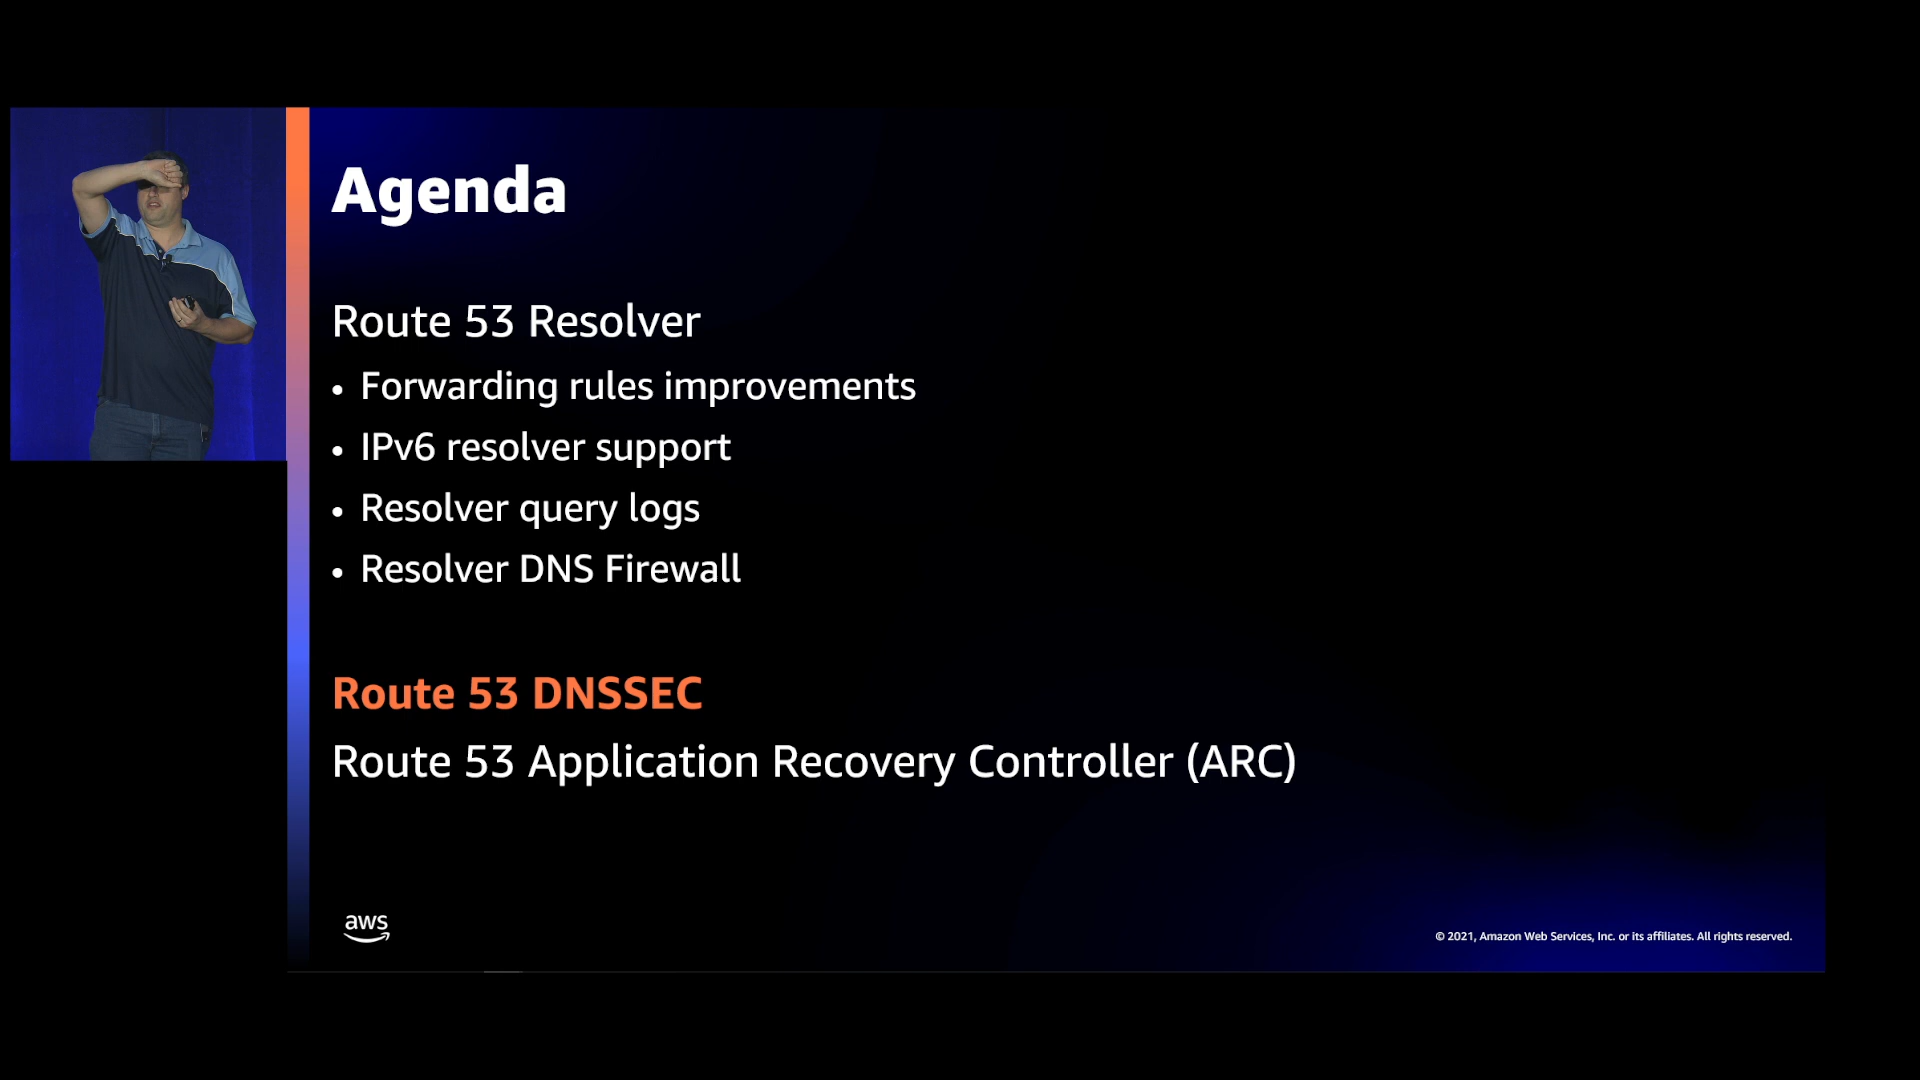 Agenda
Route 53 Resolver
• Forwarding rules improvements
• IPv6 resolver support
• Resolver query logs
• Resolver DNS Firewall
Route 53 DNSSEC
Route 53 Application Recovery Controller (ARC)
aws
© 2021, Amazon Web Services, Inc. or its affiliates. All rights reserved.